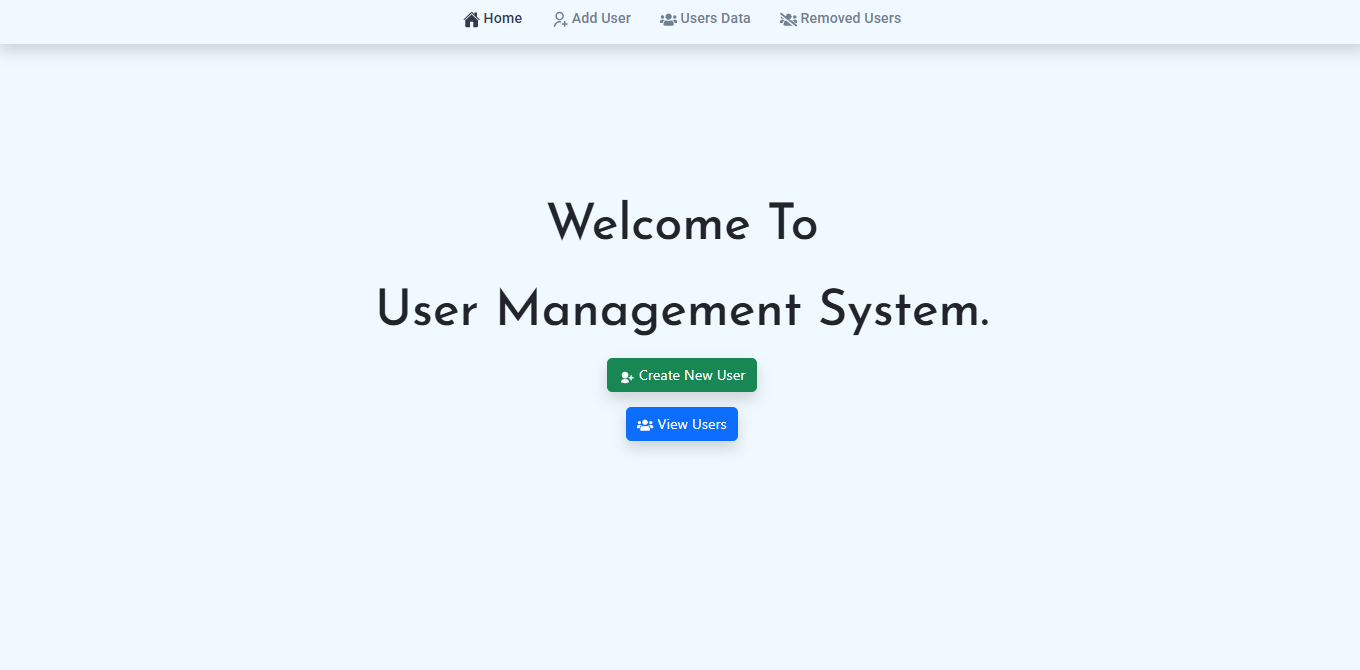 Home Add User Users Data Removed Users
Welcome To
User Management System.
Create New User
View Users